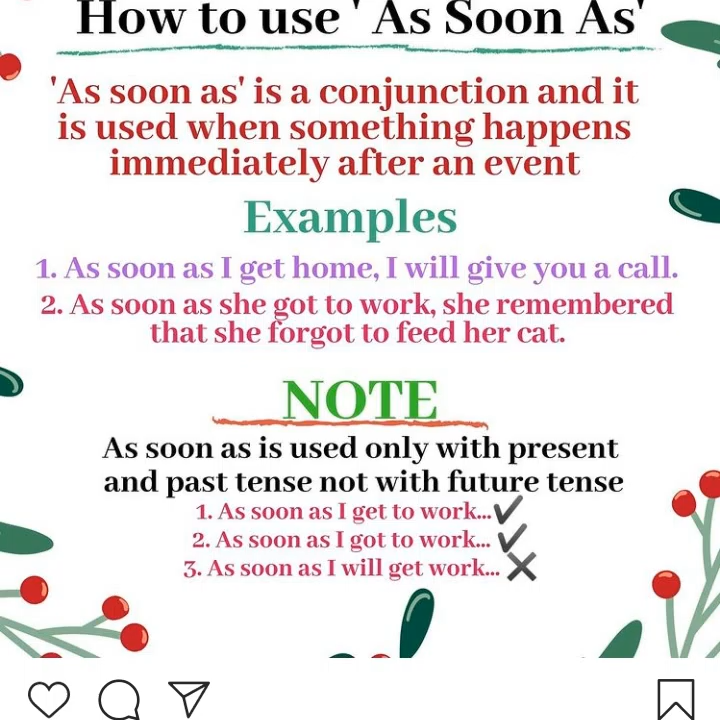 How to use ' As Soon As'
'As soon as' is a conjunction and it
is used when something happens
immediately after an event
Examples
1. As soon as I get home, I will give you a call.
2. As soon as she got to work, she remembered
that she forgot to feed her cat.
NOTE
As soon as is used only with present
and past tense not with future tense
1. As soon as I get to work...✔
2. As soon as I got to work... ✔
3. As soon as I will get work... ✖